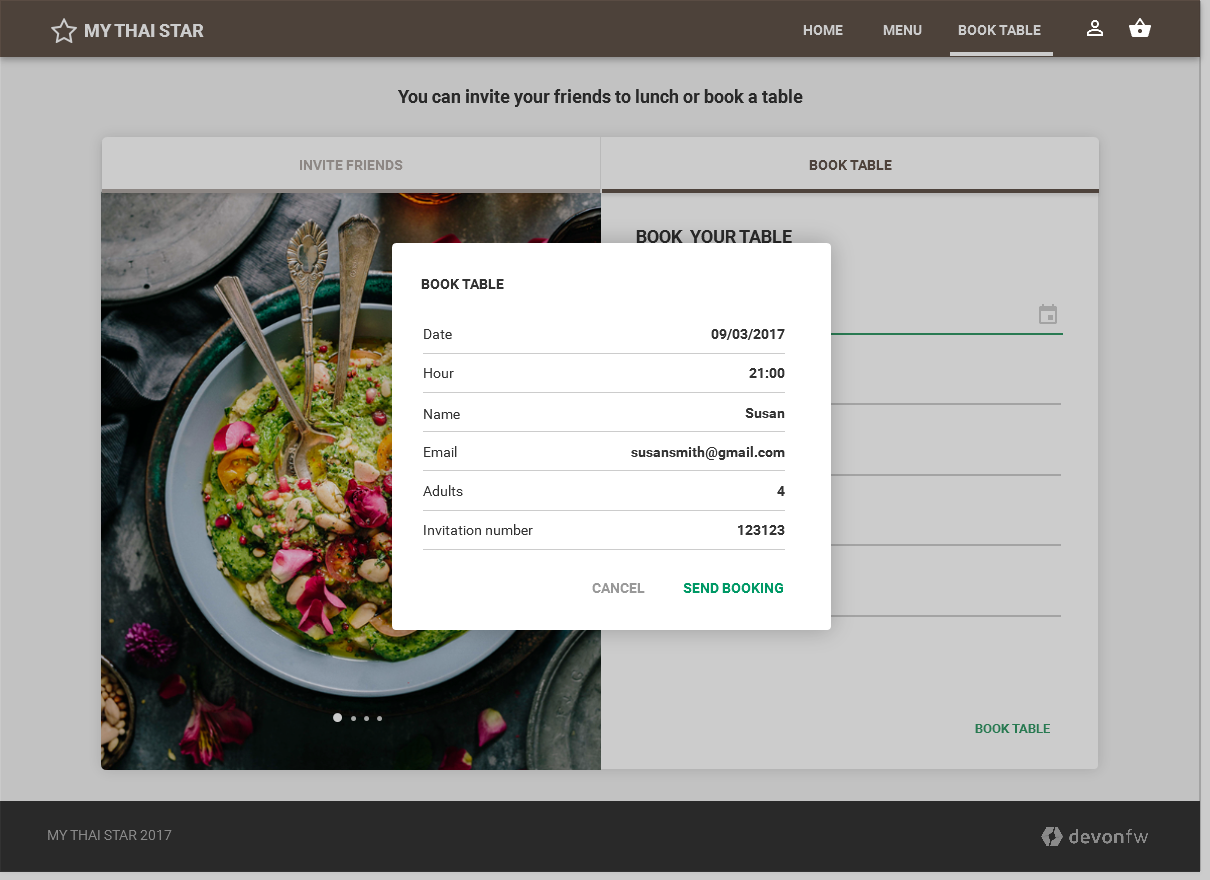 MY THAI STAR
HOME MENU BOOK TABLE
You can invite your friends to lunch or book a table
INVITE FRIENDS BOOK TABLE
BOOK YOUR TABLE
BOOK TABLE
Date 09/03/2017
Hour 21:00
Name Susan
Email susansmith@gmail.com
Adults 4
Invitation number 123123
CANCEL SEND BOOKING
BOOK TABLE
MY THAI STAR 2017 devonfw